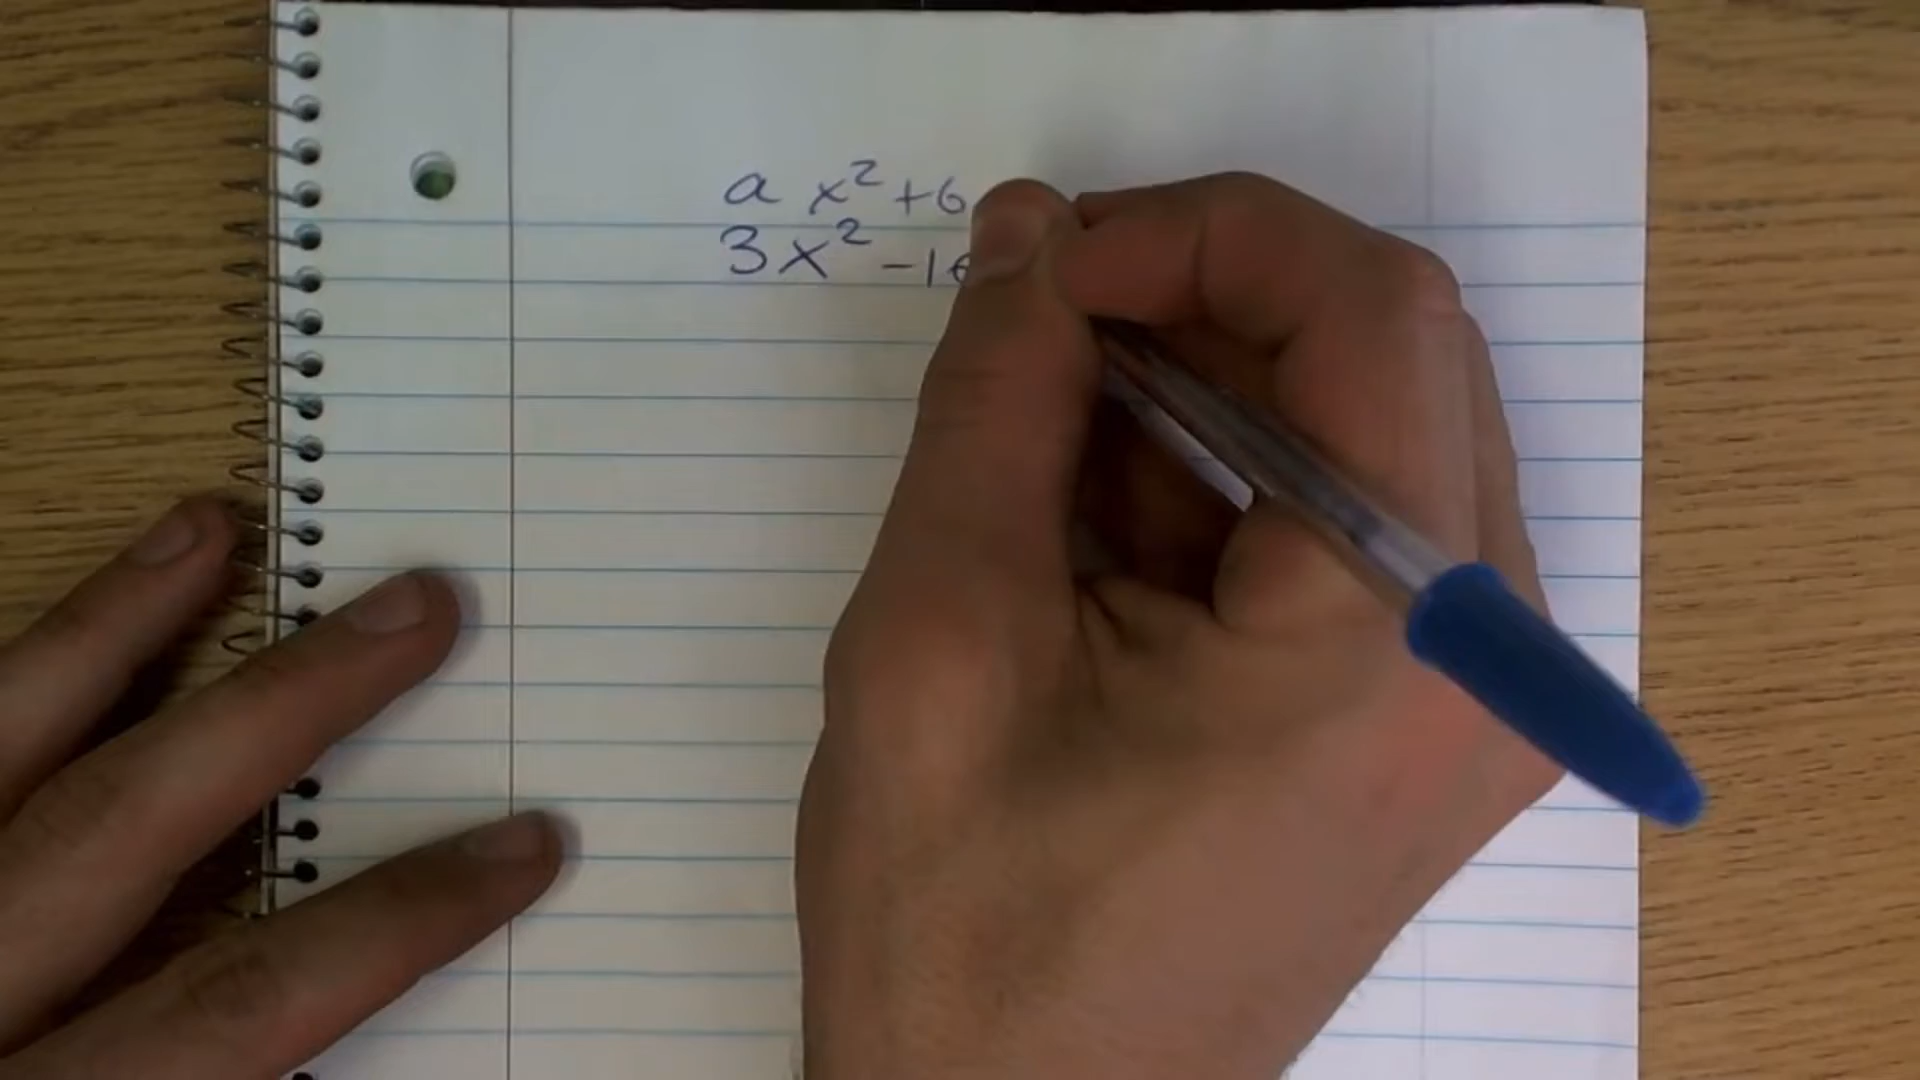 a x² + 6
3x² - 16